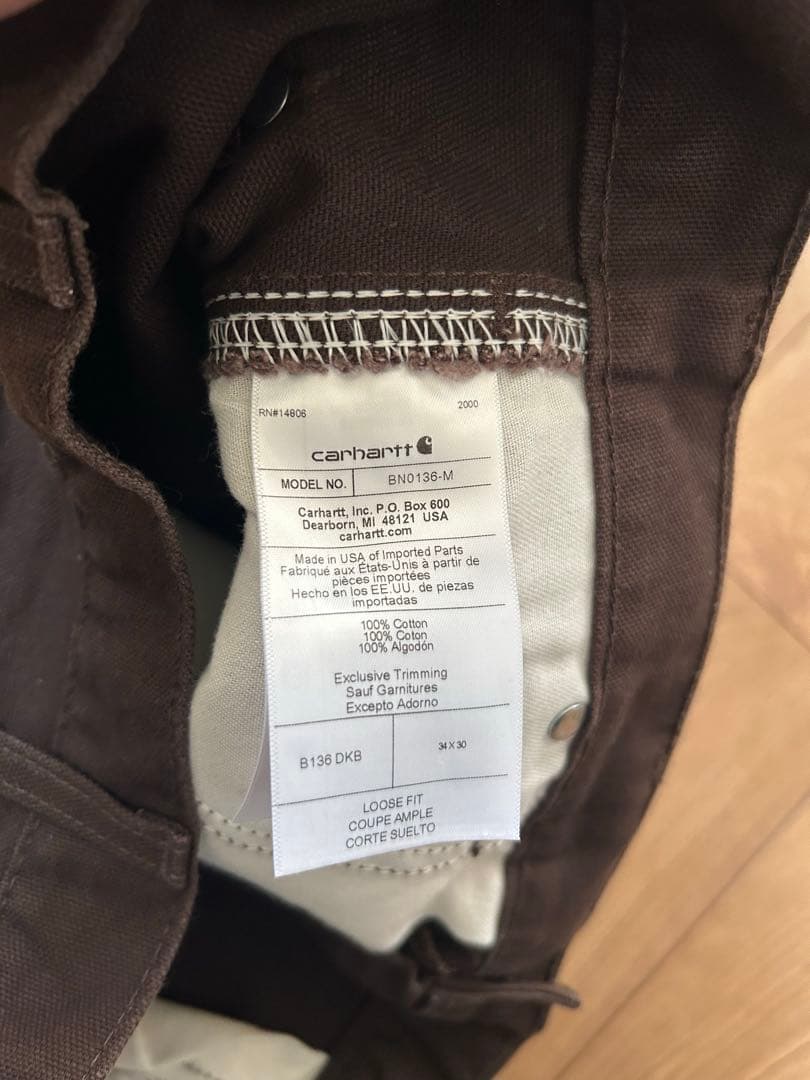 RN#14806 2000
carhartt
MODEL NO. BN0136-M
Carhartt, Inc. P.O. Box 600
Dearborn, MI 48121 USA
carhartt.com
Made in USA of Imported Parts
Fabriqué aux États-Unis à partir de
pièces importées
Hecho en los EE.UU. de piezas
importadas
100% Cotton
100% Coton
100% Algodón
Exclusive Trimming
Sauf Garnitures
Excepto Adorno
B136 DKB 34 X 30
LOOSE FIT
COUPE AMPLE
CORTE SUELTO